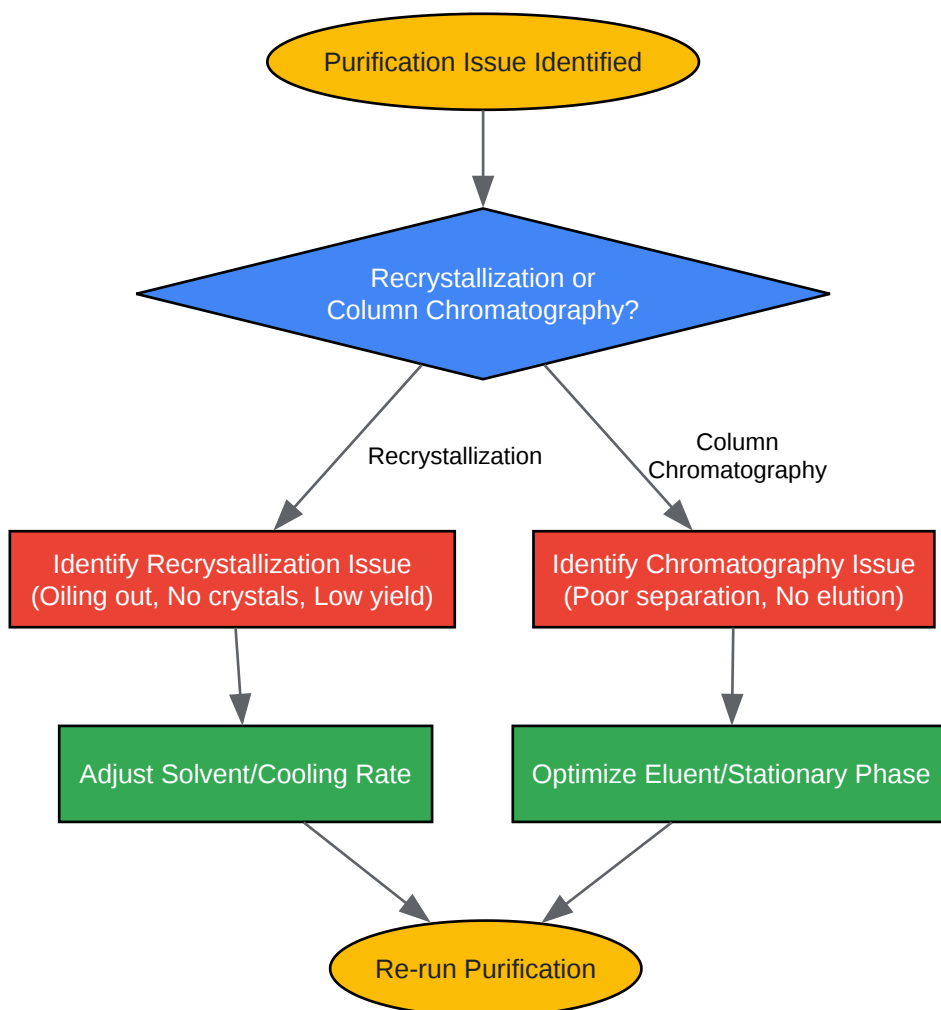 Purification Issue Identified
Recrystallization or
Column Chromatography?
Recrystallization
Column
Chromatography
Identify Recrystallization Issue
(Oiling out, No crystals, Low yield)
Identify Chromatography Issue
(Poor separation, No elution)
Adjust Solvent/Cooling Rate
Optimize Eluent/Stationary Phase
Re-run Purification